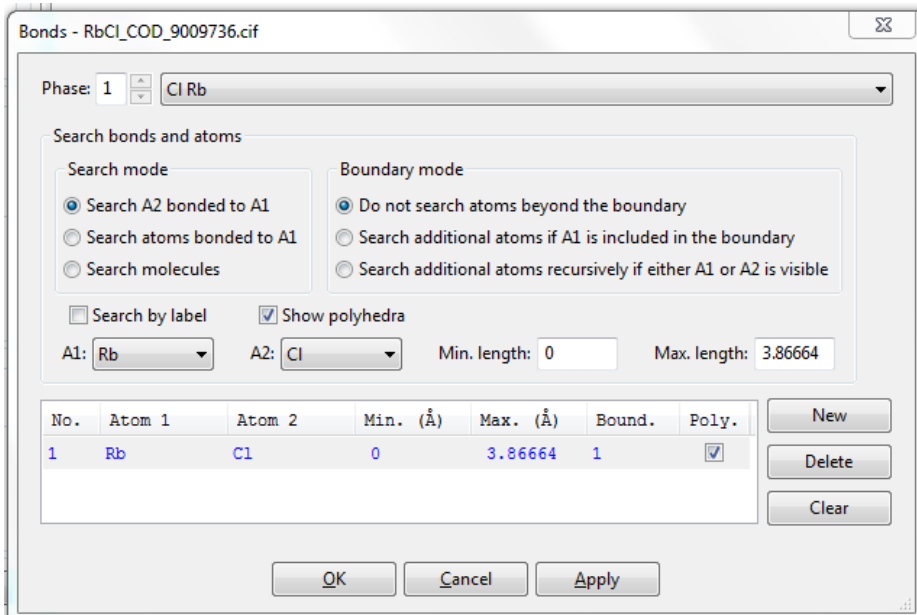 Bonds - RbCl_COD_9009736.cif
Phase: 1 Cl Rb
Search bonds and atoms
Search mode
Boundary mode
Search A2 bonded to A1
Do not search atoms beyond the boundary
Search atoms bonded to A1
Search additional atoms if A1 is included in the boundary
Search molecules
Search additional atoms recursively if either A1 or A2 is visible
Search by label
Show polyhedra
A1: Rb A2: Cl Min. length: 0 Max. length: 3.86664
No. Atom 1 Atom 2 Min. (Å) Max. (Å) Bound. Poly.
1 Rb Cl 0 3.86664 1
New
Delete
Clear
OK Cancel Apply